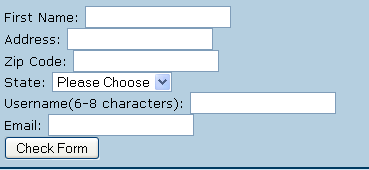 First Name:
Address:
Zip Code:
State: Please Choose
Username(6-8 characters):
Email:
Check Form